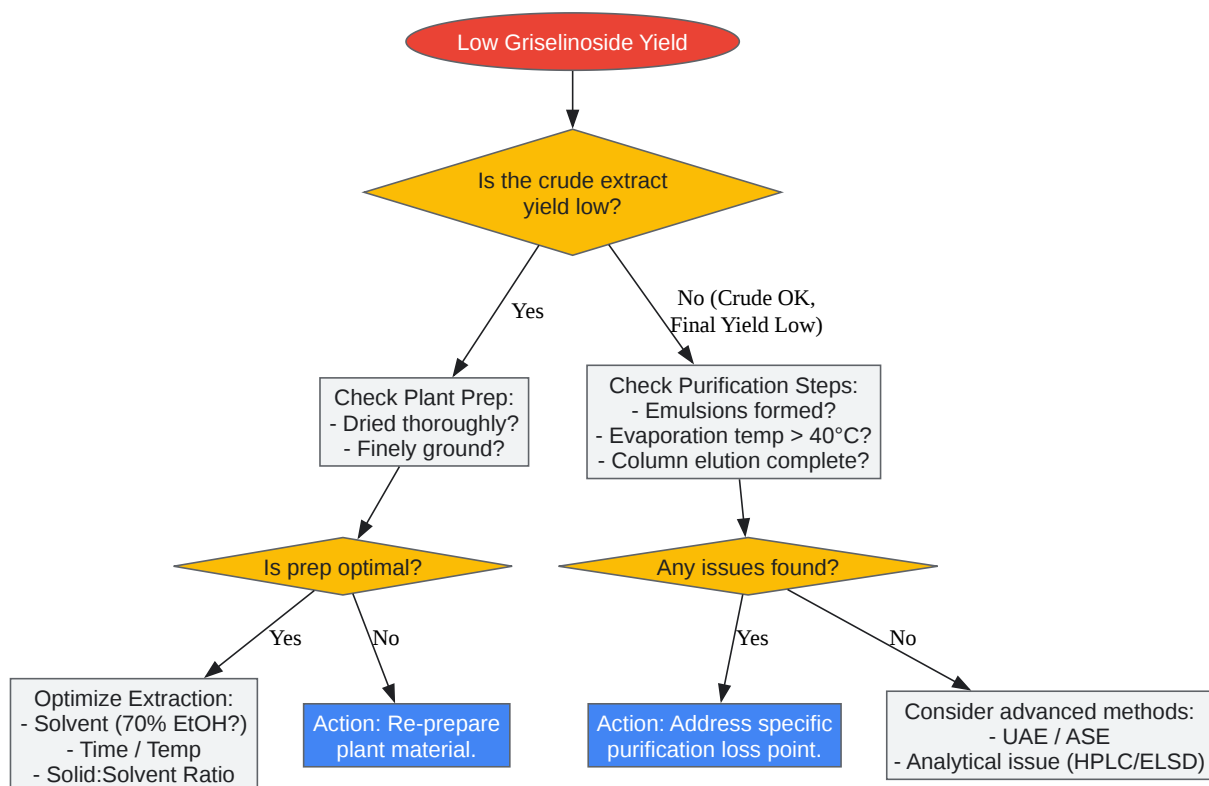 Low Griselinoside Yield
Is the crude extract
yield low?
Yes
No (Crude OK,
Final Yield Low)
Check Plant Prep:
- Dried thoroughly?
- Finely ground?
Check Purification Steps:
- Emulsions formed?
- Evaporation temp > 40°C?
- Column elution complete?
Is prep optimal?
Any issues found?
Yes
No
Yes
No
Optimize Extraction:
- Solvent (70% EtOH?)
- Time / Temp
- Solid:Solvent Ratio
Action: Re-prepare
plant material.
Action: Address specific
purification loss point.
Consider advanced methods:
- UAE / ASE
- Analytical issue (HPLC/ELSD)